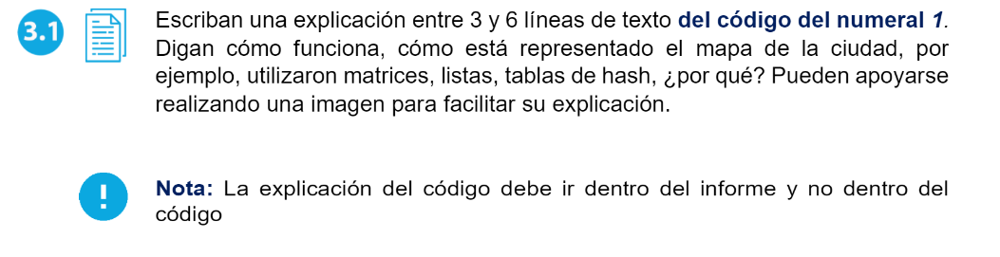 3.1
Escriban una explicación entre 3 y 6 líneas de texto del código del numeral 1.
Digan cómo funciona, cómo está representado el mapa de la ciudad, por
ejemplo, utilizaron matrices, listas, tablas de hash, ¿por qué? Pueden apoyarse
realizando una imagen para facilitar su explicación.
!
Nota: La explicación del código debe ir dentro del informe y no dentro del
código